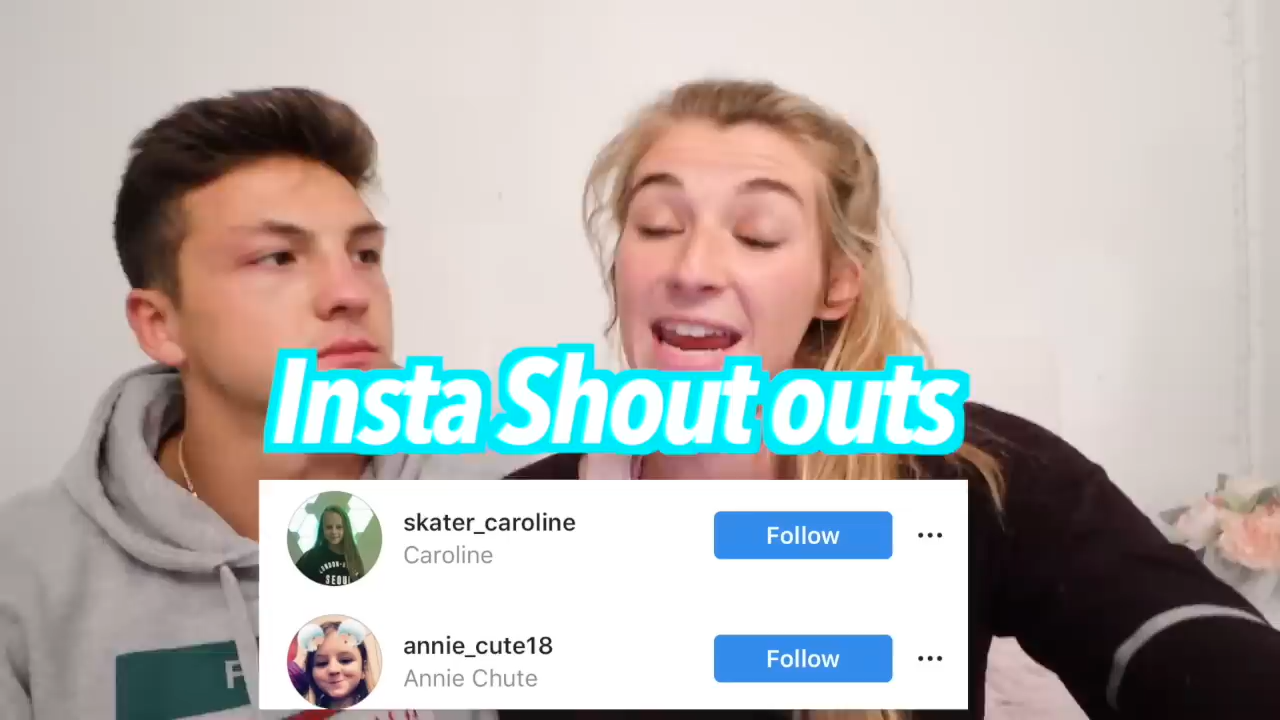 Insta Shout outs
skater_caroline
Follow
Caroline
annie_cute18
Follow
Annie Chute